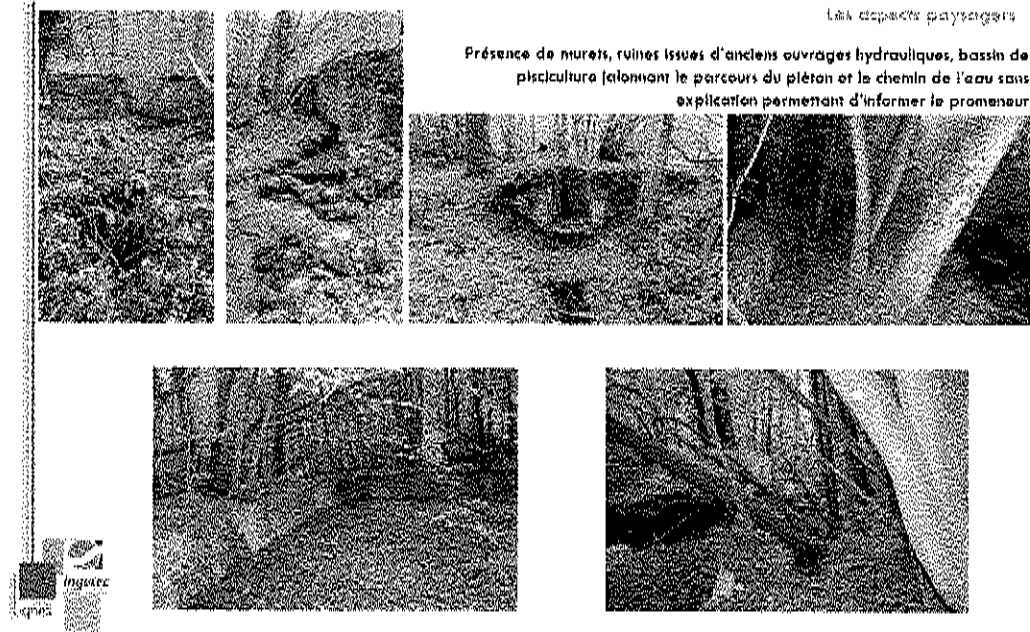 Les aspects paysagers
Présence de murets, ruines issues d'anciens ouvrages hydrauliques, bassin de
pisciculture jalonnant le parcours du piéton et le chemin de l'eau sans
explication permettant d'informer le promeneur
Ingetec